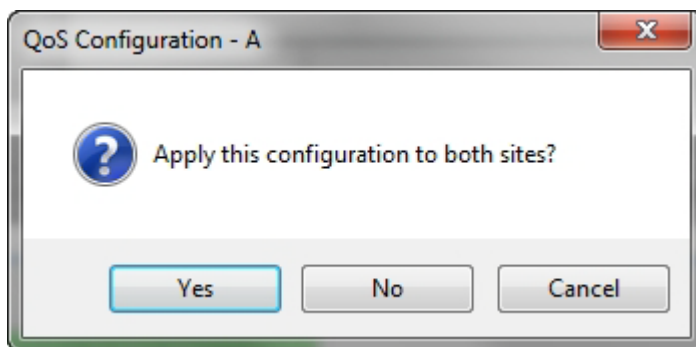 QoS Configuration - A
Apply this configuration to both sites?
Yes No Cancel